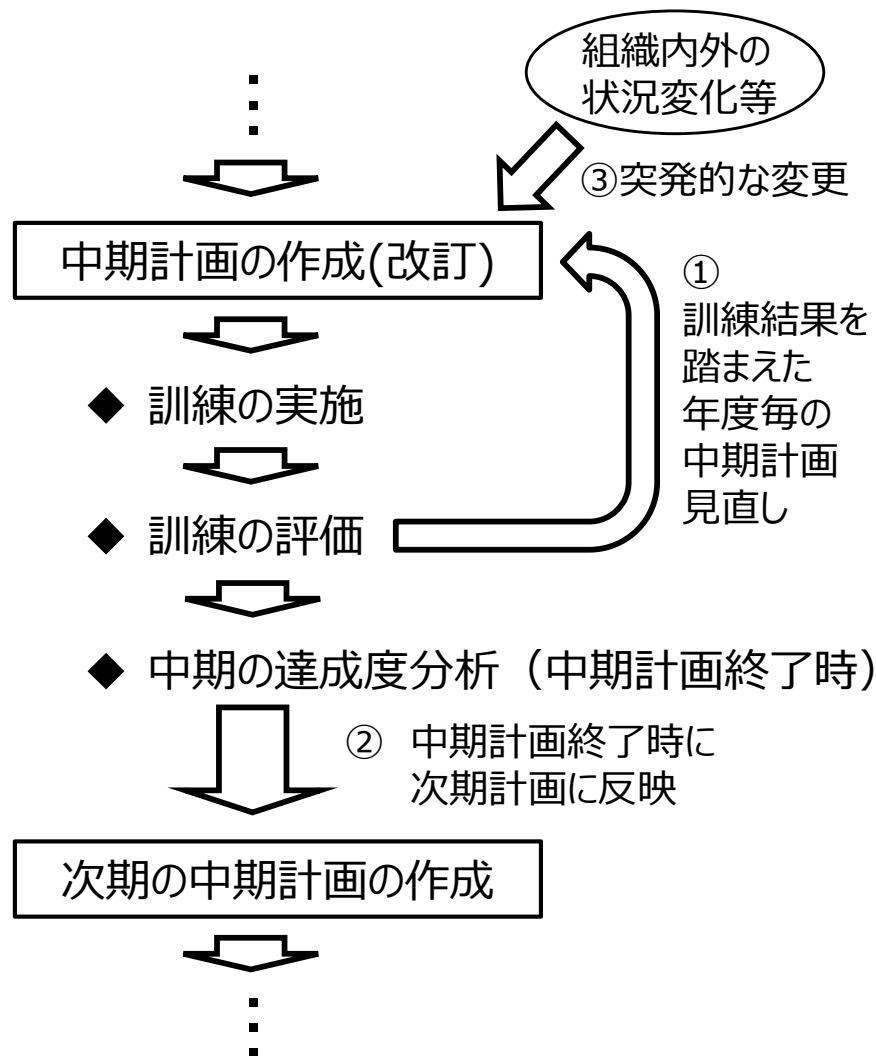 組織内外の
状況変化等
③突発的な変更
中期計画の作成(改訂)
①
訓練結果を
踏まえた
年度毎の
中期計画
見直し
◆ 訓練の実施
◆ 訓練の評価
◆ 中期の達成度分析（中期計画終了時）
② 中期計画終了時に
次期計画に反映
次期の中期計画の作成